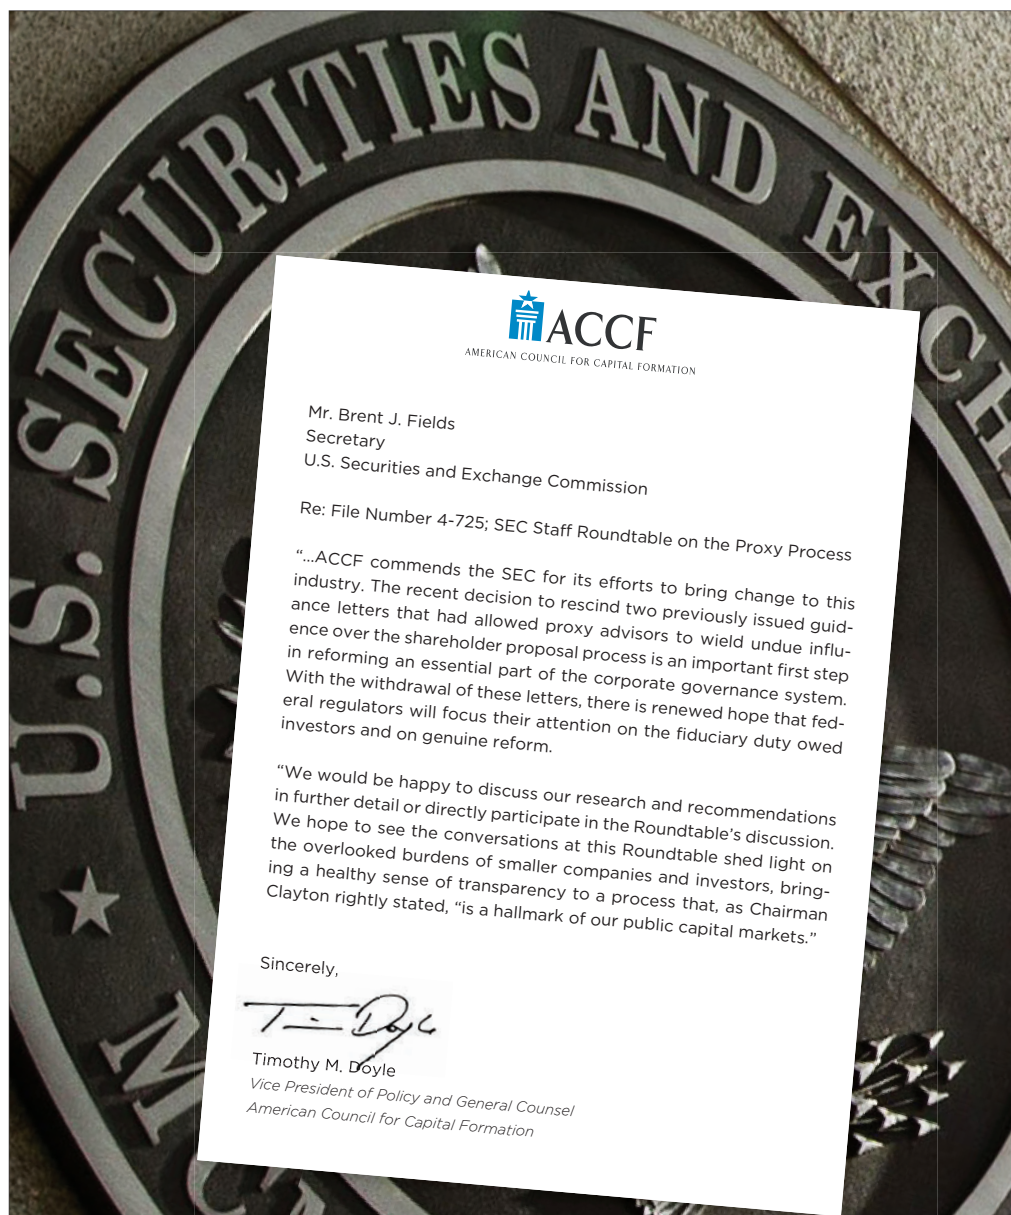 U.S. SECURITIES AND EXCH
ACCF
AMERICAN COUNCIL FOR CAPITAL FORMATION
Mr. Brent J. Fields
Secretary
U.S. Securities and Exchange Commission
Re: File Number 4-725; SEC Staff Roundtable on the Proxy Process
“...ACCF commends the SEC for its efforts to bring change to this
industry. The recent decision to rescind two previously issued guid-
ance letters that had allowed proxy advisors to wield undue influ-
ence over the shareholder proposal process is an important first step
in reforming an essential part of the corporate governance system.
With the withdrawal of these letters, there is renewed hope that fed-
eral regulators will focus their attention on the fiduciary duty owed
investors and on genuine reform.
“We would be happy to discuss our research and recommendations
in further detail or directly participate in the Roundtable’s discussion.
We hope to see the conversations at this Roundtable shed light on
the overlooked burdens of smaller companies and investors, bring-
ing a healthy sense of transparency to a process that, as Chairman
Clayton rightly stated, “is a hallmark of our public capital markets.”
Sincerely,
Tim Doyle
Timothy M. Doyle
Vice President of Policy and General Counsel
American Council for Capital Formation